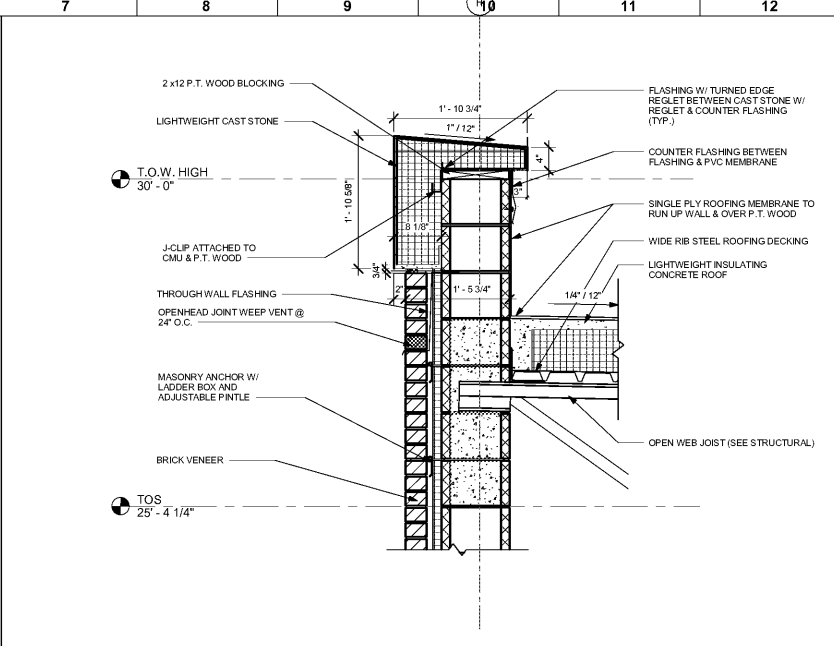 7 8 9 10 11 12
H
2 x12 P.T. WOOD BLOCKING
LIGHTWEIGHT CAST STONE
T.O.W. HIGH
30' - 0"
J-CLIP ATTACHED TO
CMU & P.T. WOOD
THROUGH WALL FLASHING
OPENHEAD JOINT WEEP VENT @
24" O.C.
MASONRY ANCHOR W/
LADDER BOX AND
ADJUSTABLE PINTLE
BRICK VENEER
TOS
25' - 4 1/4"
1' - 10 3/4"
1" / 12"
4"
3"
1' - 10 5/8"
8 1/8"
3/4"
2"
1' - 5 3/4"
1/4" / 12"
FLASHING W/ TURNED EDGE
REGLET BETWEEN CAST STONE W/
REGLET & COUNTER FLASHING
(TYP.)
COUNTER FLASHING BETWEEN
FLASHING & PVC MEMBRANE
SINGLE PLY ROOFING MEMBRANE TO
RUN UP WALL & OVER P.T. WOOD
WIDE RIB STEEL ROOFING DECKING
LIGHTWEIGHT INSULATING
CONCRETE ROOF
OPEN WEB JOIST (SEE STRUCTURAL)